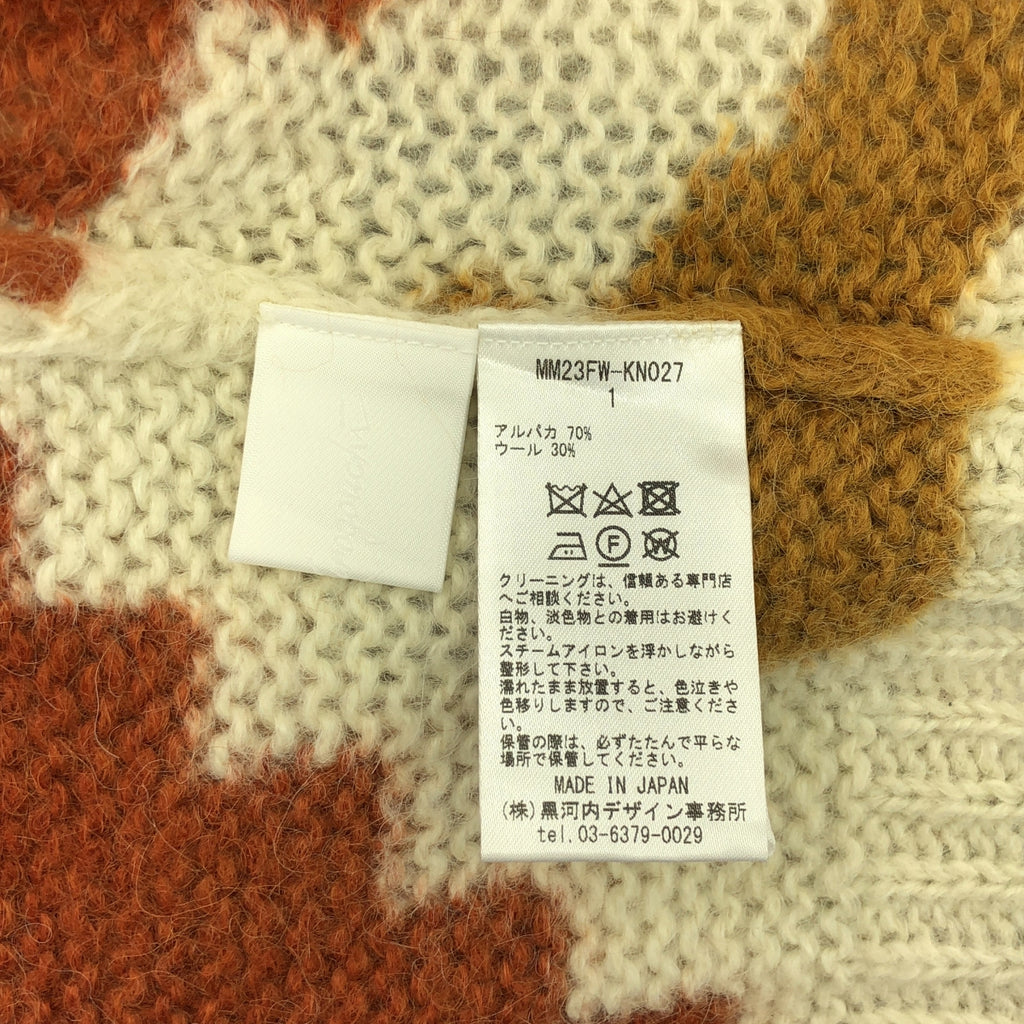 MM23FW-KN027
1
アルパカ 70%
ウール 30%
F
W
クリーニングは、信頼ある専門店
へご相談ください。
白物、淡色物との着用はお避けく
ださい。
スチームアイロンを浮かしながら
整形して下さい。
濡れたまま放置すると、色泣きや
色移りしますので、ご注意くださ
い。
保管の際は、必ずたたんで平らな
場所で保管してください。
MADE IN JAPAN
(株)黒河内デザイン事務所
tel.03-6379-0029